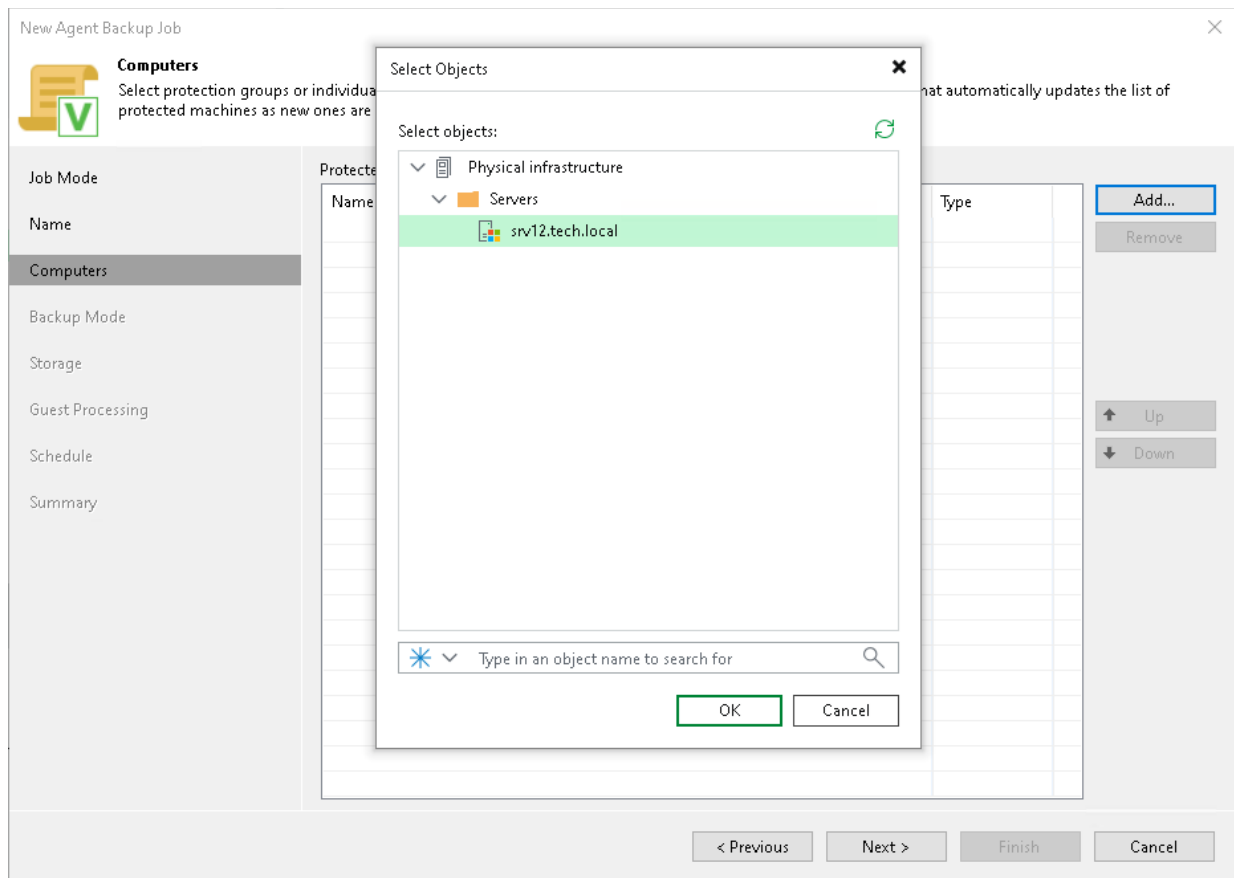 New Agent Backup Job
Computers
Select protection groups or individua
hat automatically updates the list of
protected machines as new ones are
Job Mode
Name
Computers
Backup Mode
Storage
Guest Processing
Schedule
Summary
Protecte
Name
Type
Add...
Remove
Up
Down
Select Objects
Select objects:
Physical infrastructure
Servers
srv12.tech.local
Type in an object name to search for
OK
Cancel
< Previous
Next >
Finish
Cancel